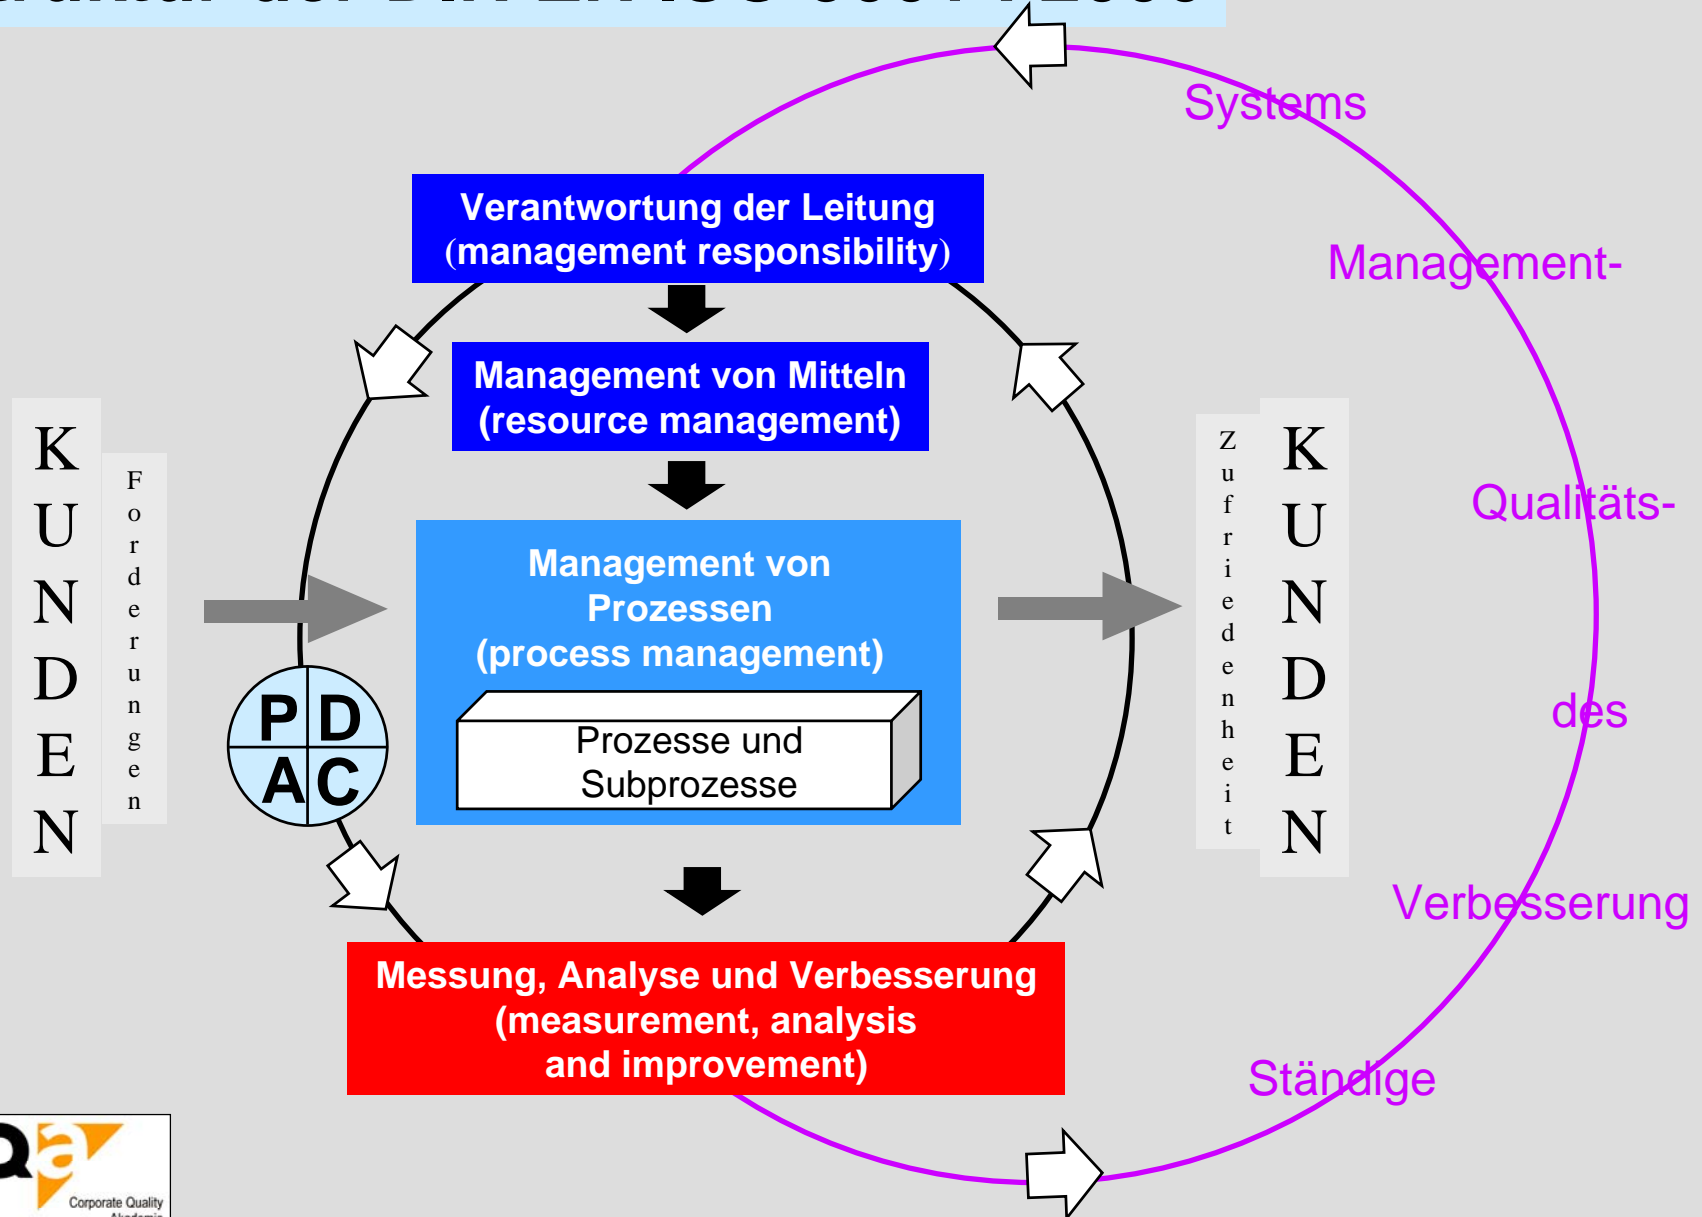 Verantwortung der Leitung
(management responsibility)
Management von Mitteln
(resource management)
KUNDEN
Forderungen
Management von
Prozessen
(process management)
Prozesse und
Subprozesse
P D
A C
Zufriedenheit
KUNDEN
Messung, Analyse und Verbesserung
(measurement, analysis
and improvement)
Systems
Management-
Qualitäts-
des
Verbesserung
Ständige
Qa
Corporate Quality